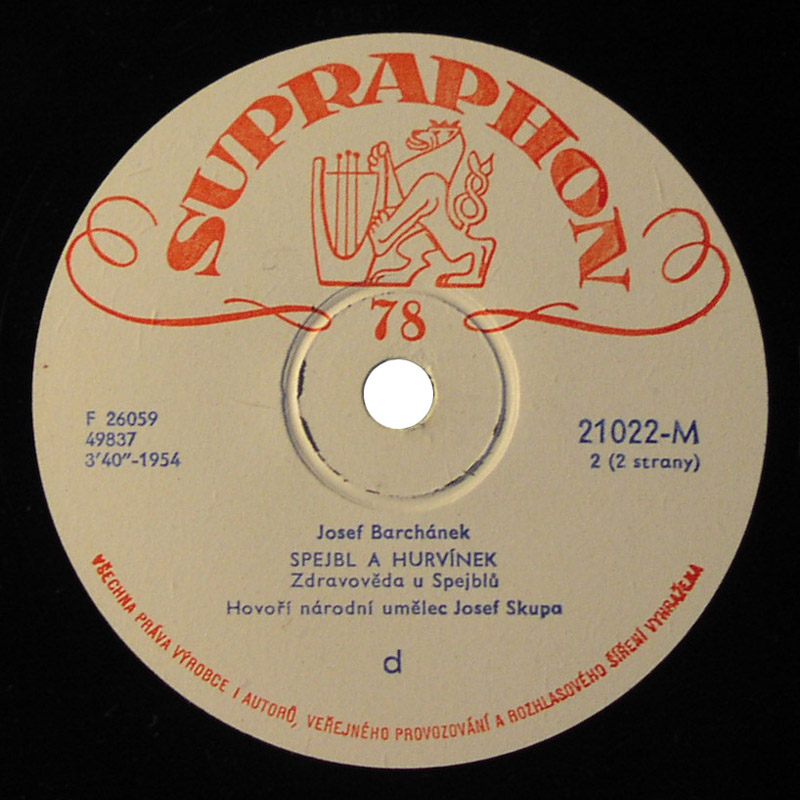 SUPRAPHON
78
F 26059
49837
3'40"-1954
21022-M
2 (2 strany)
Josef Barchánek
SPEJBL A HURVÍNEK
Zdravověda u Spejblů
Hovoří národní umělec Josef Skupa
d
VŠECHNA PRÁVA VÝROBCE I AUTORŮ, VEŘEJNÉHO PROVOZOVÁNÍ A ROZHLASOVÉHO ŠÍŘENÍ VYHRAŽENA